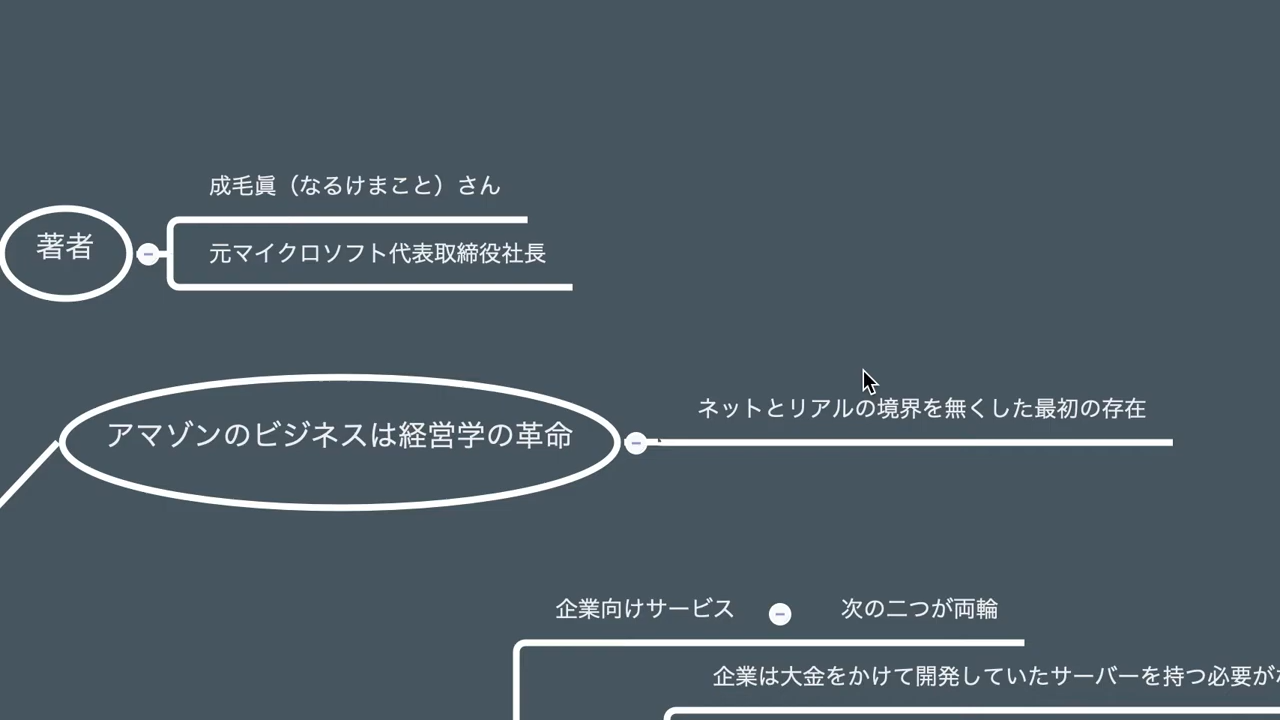 成毛眞（なるけまこと）さん
著者
元マイクロソフト代表取締役社長
アマゾンのビジネスは経営学の革命
ネットとリアルの境界を無くした最初の存在
企業向けサービス
次の二つが両輪
企業は大金をかけて開発していたサーバーを持つ必要が